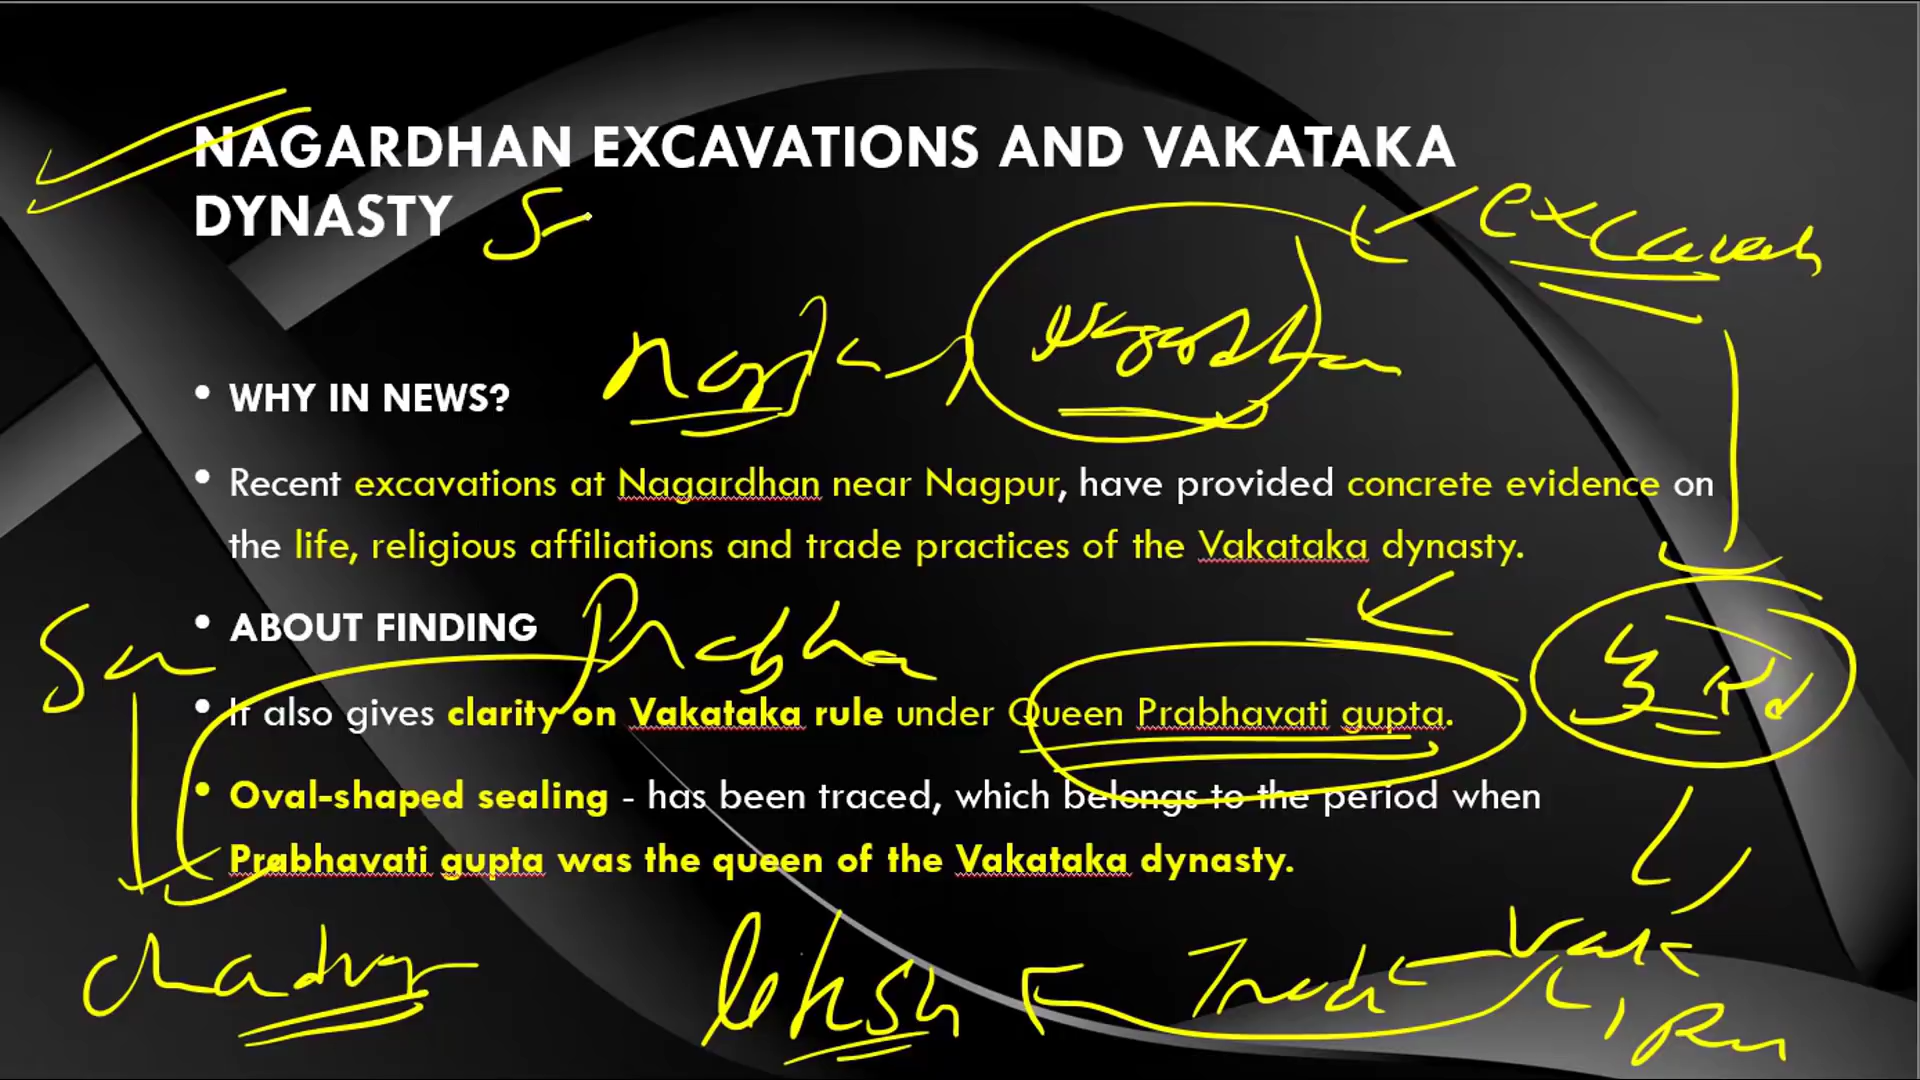 NAGARDHAN EXCAVATIONS AND VAKATAKA
DYNASTY
Nagardhan
• WHY IN NEWS?
• Recent excavations at Nagardhan near Nagpur, have provided concrete evidence on
the life, religious affiliations and trade practices of the Vakataka dynasty.
Prabha
• ABOUT FINDING
• It also gives clarity on Vakataka rule under Queen Prabhavati gupta.
• Oval-shaped sealing - has been traced, which belongs to the period when
Prabhavati gupta was the queen of the Vakataka dynasty.